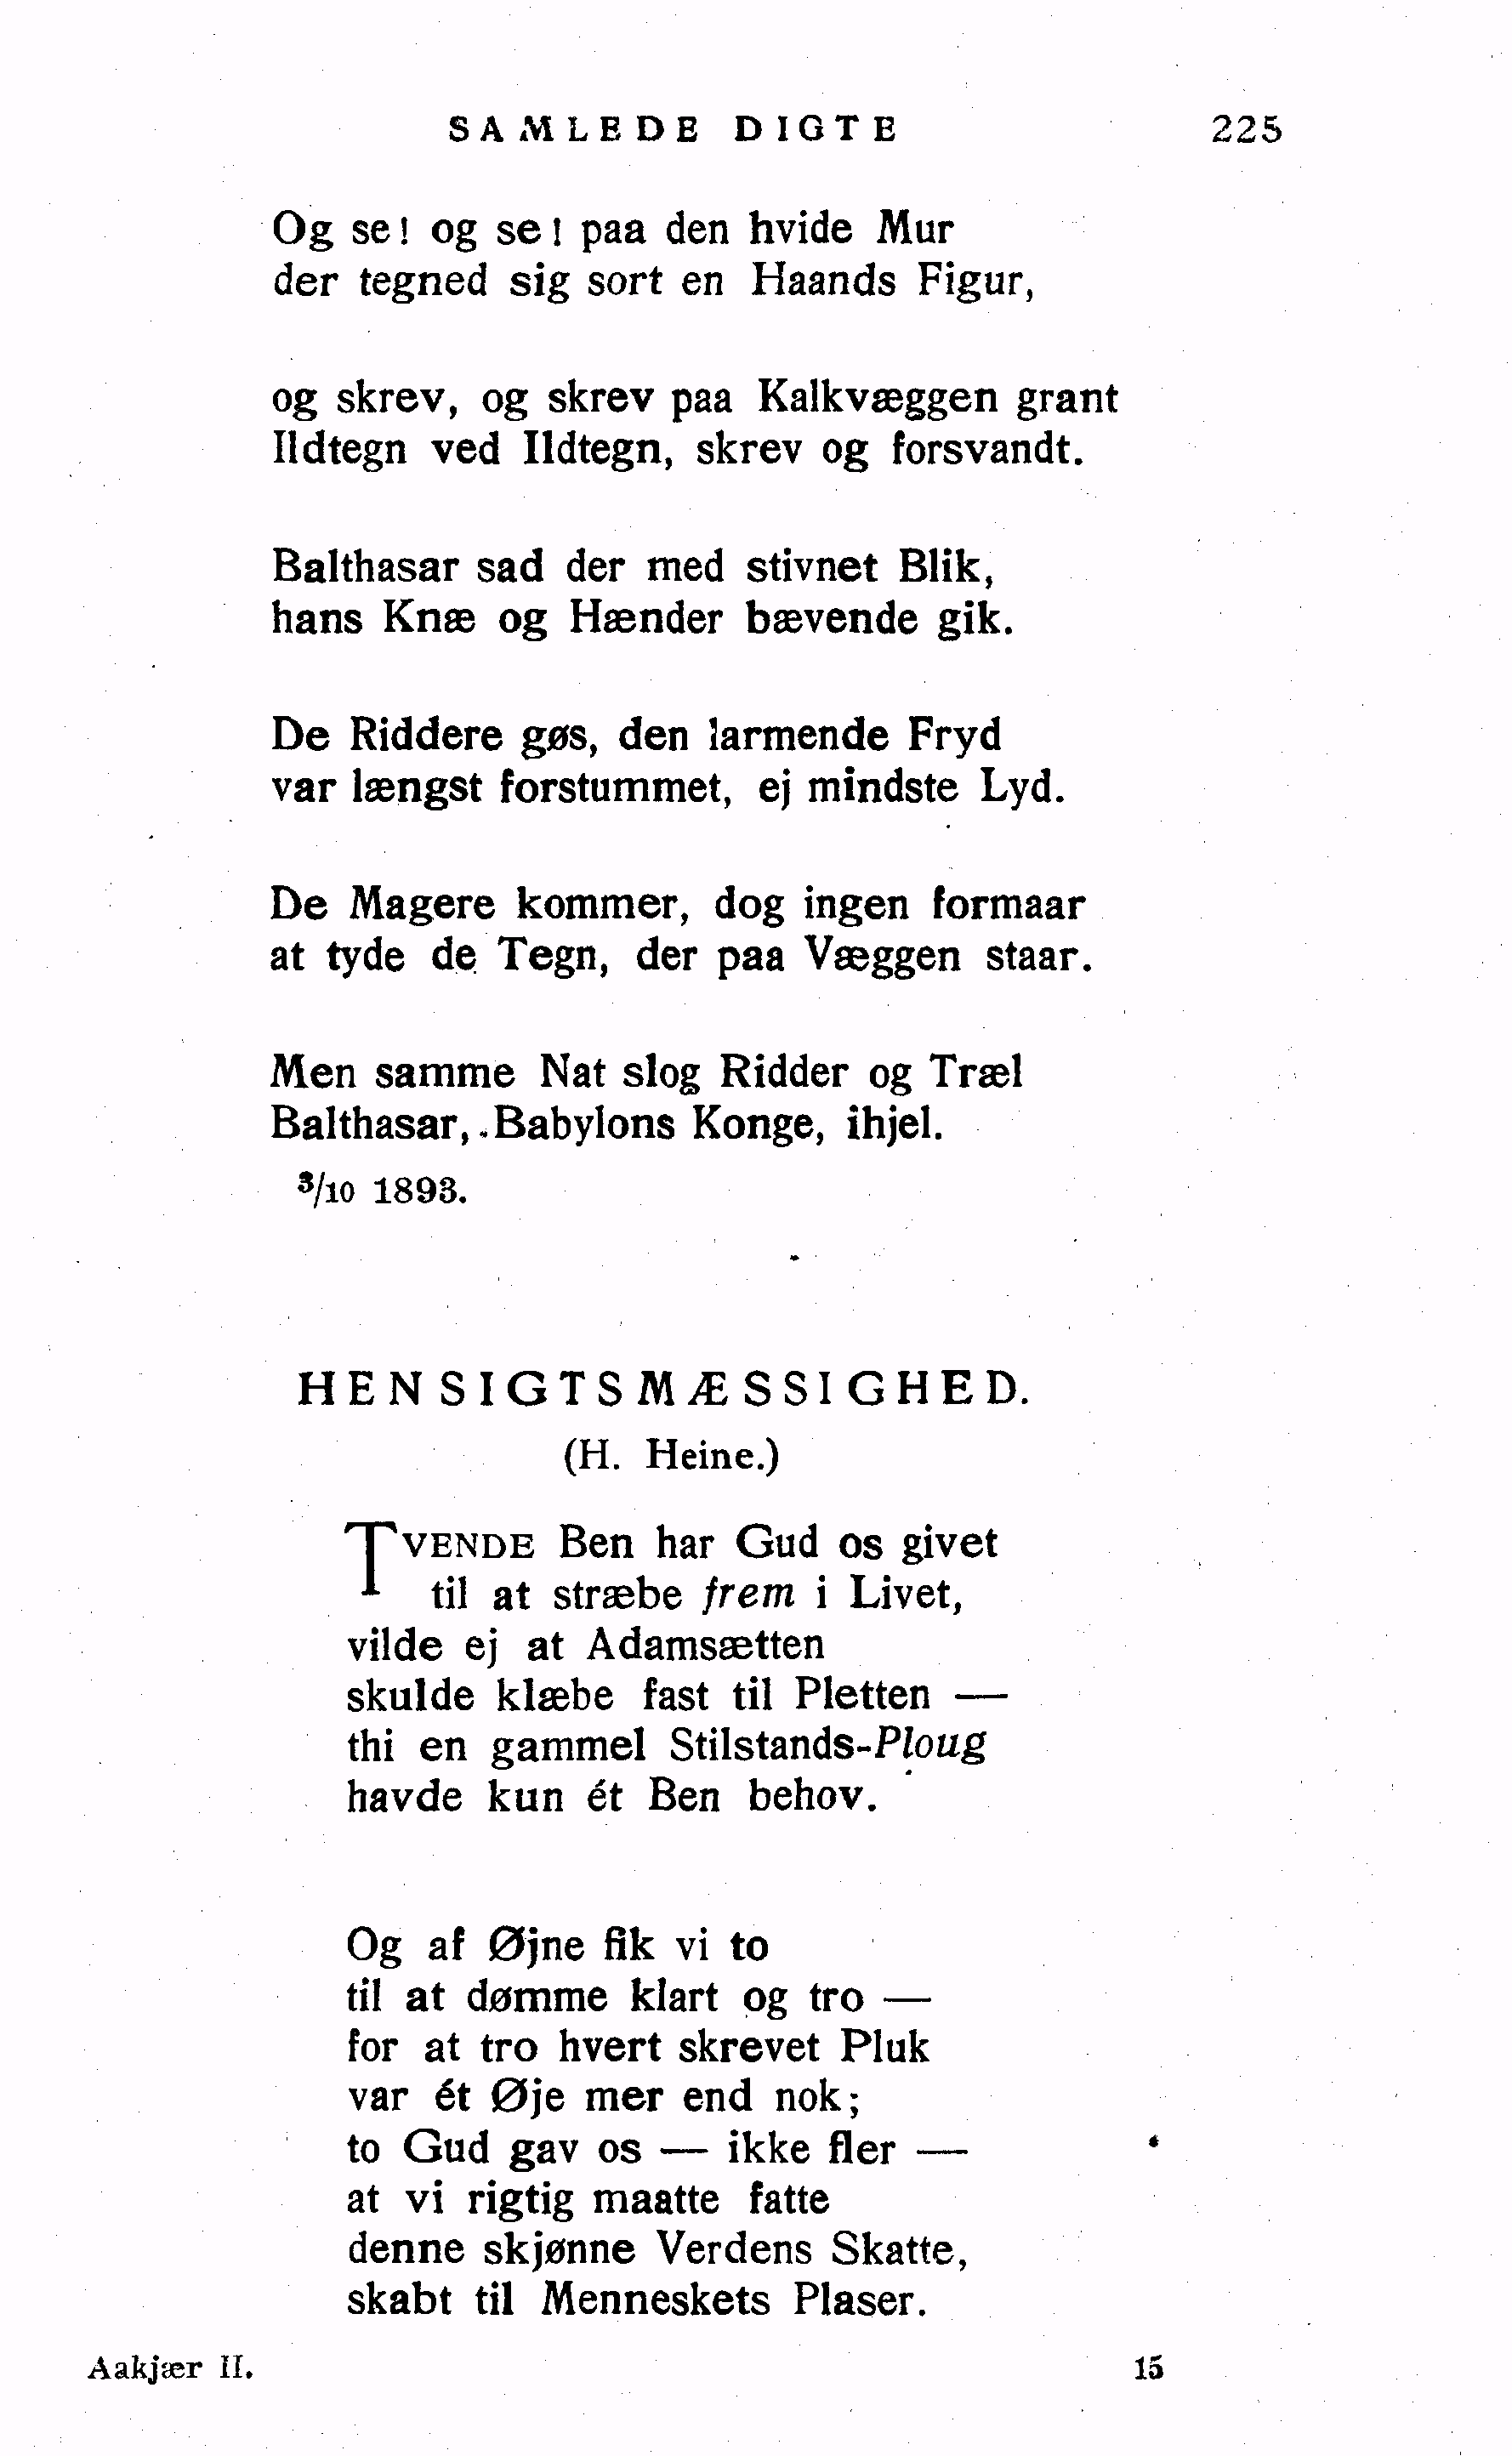 SAMLEDE DIGTE 225
Og se! og se! paa den hvide Mur
der tegned sig sort en Haands Figur,
og skrev, og skrev paa Kalkvæggen grant
Ildtegn ved Ildtegn, skrev og forsvandt.
Balthasar sad der med stivnet Blik,
hans Knæ og Hænder bævende gik.
De Riddere gøs, den larmende Fryd
var længst forstummet, ej mindste Lyd.
De Magere kommer, dog ingen formaar
at tyde de Tegn, der paa Væggen staar.
Men samme Nat slog Ridder og Træl
Balthasar, Babylons Konge, ihjel.
3/10 1893.
HENSIGTSMÆSSIGHED.
(H. Heine.)
TVENDE Ben har Gud os givet
til at stræbe frem i Livet,
vilde ej at Adamsætten
skulde klæbe fast til Pletten —
thi en gammel Stilstands-Ploug
havde kun ét Ben behov.
Og af Øjne fik vi to
til at dømme klart og tro —
for at tro hvert skrevet Pluk
var ét Øje mer end nok;
to Gud gav os — ikke fler —
at vi rigtig maatte fatte
denne skjønne Verdens Skatte,
skabt til Menneskets Plaser.
Aakjær II. 15